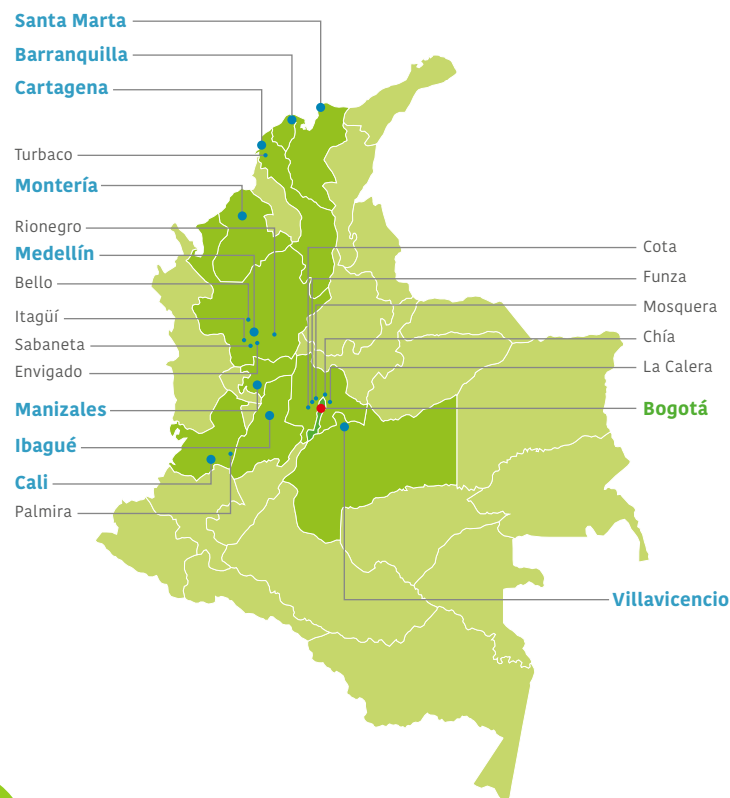 Santa Marta
Barranquilla
Cartagena
Turbaco
Montería
Rionegro
Medellín
Bello
Itagüí
Sabaneta
Envigado
Manizales
Ibagué
Cali
Palmira
Cota
Funza
Mosquera
Chía
La Calera
Bogotá
Villavicencio